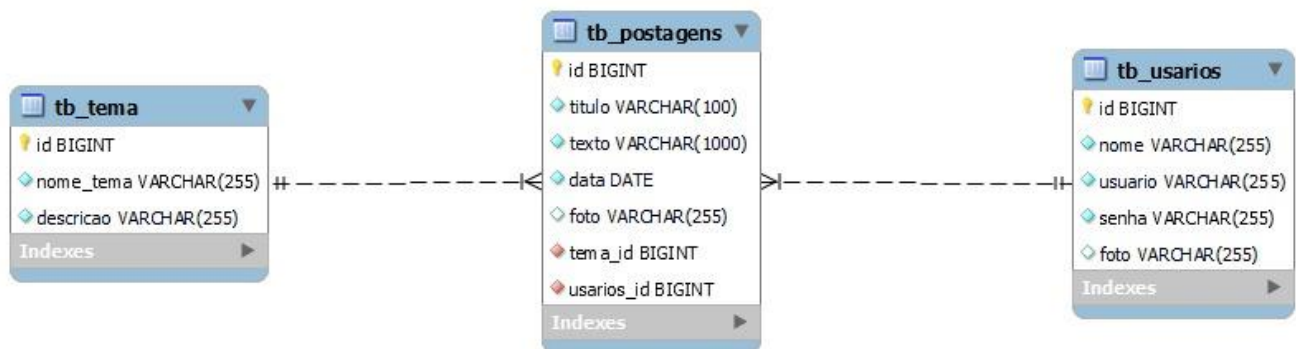 tb_tema
id BIGINT
nome_tema VARCHAR(255)
descricao VARCHAR(255)
Indexes
tb_postagens
id BIGINT
titulo VARCHAR(100)
texto VARCHAR(1000)
data DATE
foto VARCHAR(255)
tema_id BIGINT
usarios_id BIGINT
Indexes
tb_usarios
id BIGINT
nome VARCHAR(255)
usuario VARCHAR(255)
senha VARCHAR(255)
foto VARCHAR(255)
Indexes